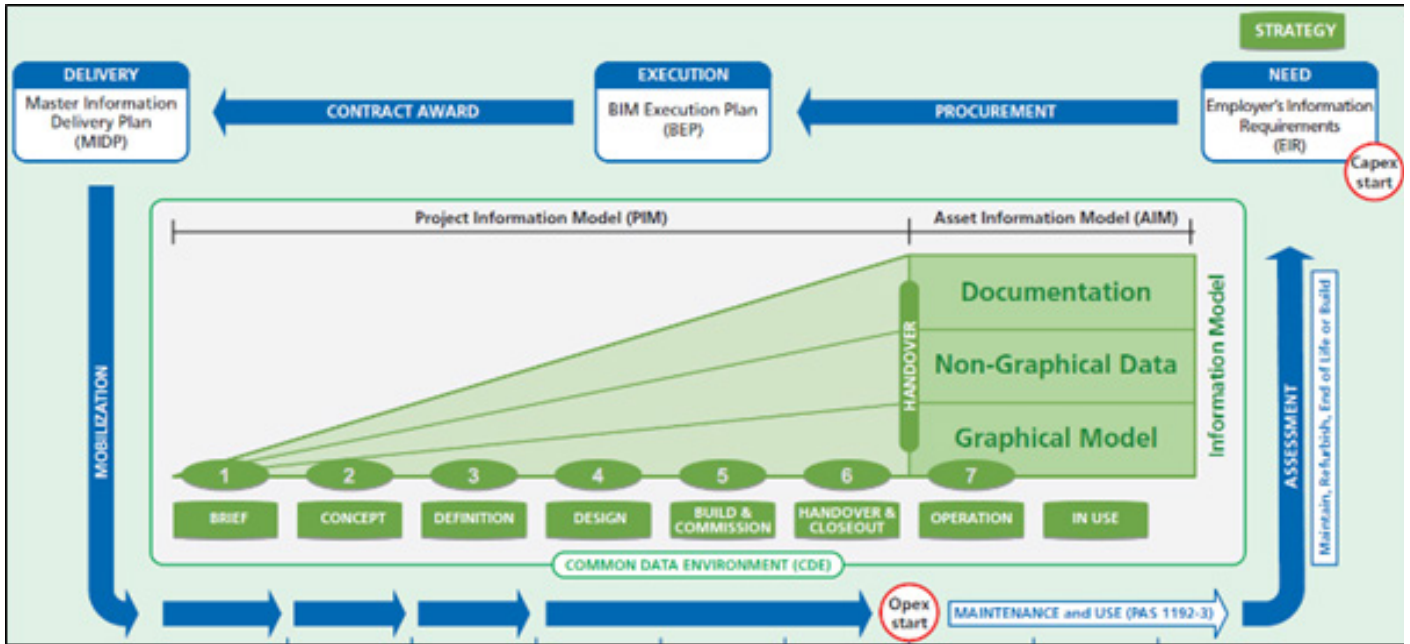 STRATEGY
DELIVERY
Master Information
Delivery Plan
(MIDP)
CONTRACT AWARD
EXECUTION
BIM Execution Plan
(BEP)
PROCUREMENT
NEED
Employer's Information
Requirements
(EIR)
Capex
start
Project Information Model (PIM)
Asset Information Model (AIM)
MOBILIZATION
HANDOVER
Documentation
Non-Graphical Data
Graphical Model
Information Model
ASSESSMENT
Maintain, Refurbish, End of Life or Build
1
2
3
4
5
6
7
BRIEF
CONCEPT
DEFINITION
DESIGN
BUILD &
COMMISSION
HANDOVER &
CLOSEOUT
OPERATION
IN USE
COMMON DATA ENVIRONMENT (CDE)
Opex
start
MAINTENANCE and USE (PAS 1192-3)